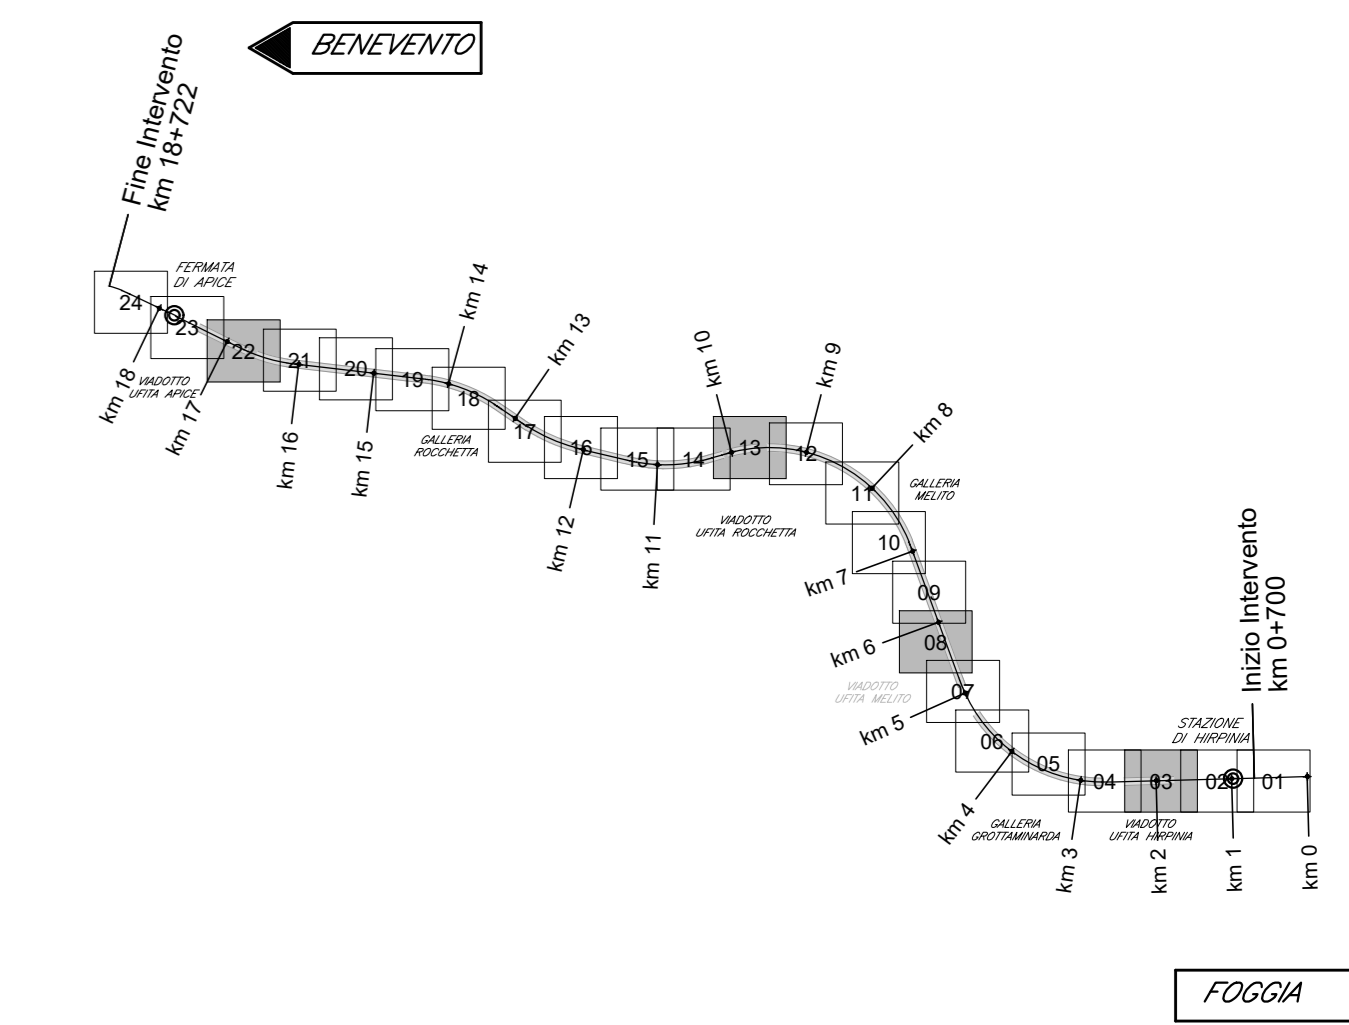 BENEVENTO
Fine Intervento
km 18+722
FERMATA
DI APICE
24
23
22
21
20
19
18
17
16
15
14
13
12
11
10
09
08
07
06
05
04
03
02
01
km 18
VIADOTTO
UFITA APICE
km 17
km 16
km 15
km 14
GALLERIA
ROCCHETTA
km 13
km 12
km 11
km 10
VIADOTTO
UFITA ROCCHETTA
km 9
km 8
GALLERIA
MELITO
km 7
km 6
VIADOTTO
UFITA MELITO
km 5
km 4
GALLERIA
GROTTAMINARDA
km 3
VIADOTTO
UFITA HIRPINIA
km 2
STAZIONE
DI HIRPINIA
km 1
Inizio Intervento
km 0+700
km 0
FOGGIA